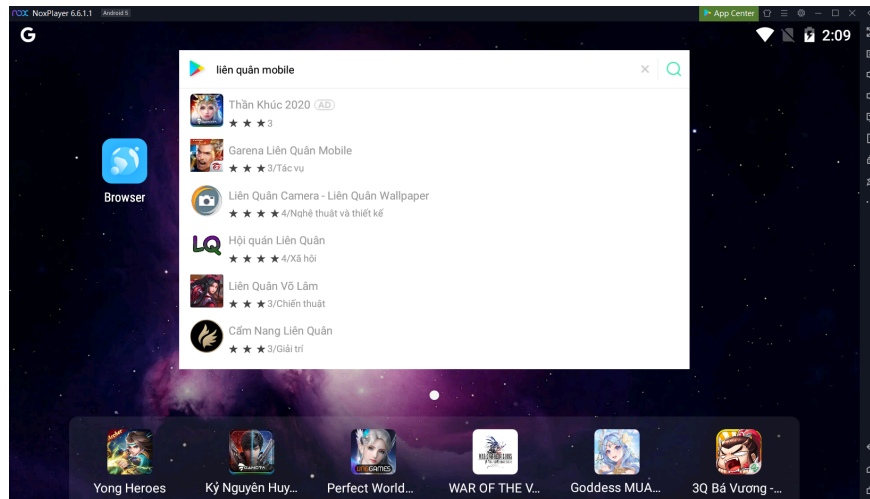 nox NoxPlayer 6.6.1.1 Android 5 App Center
G 2:09
liên quân mobile
Thần Khúc 2020 AD
★ ★ ★ 3
Garena Liên Quân Mobile
★ ★ ★ 3/Tác vụ
Liên Quân Camera - Liên Quân Wallpaper
★ ★ ★ ★ 4/Nghệ thuật và thiết kế
LQ
Hội quán Liên Quân
★ ★ ★ ★ 4/Xã hội
Liên Quân Võ Lâm
★ ★ ★ 3/Chiến thuật
Cẩm Nang Liên Quân
★ ★ ★ 3/Giải trí
Browser
Yong Heroes
Kỷ Nguyên Huy...
Perfect World...
WAR OF THE V...
Goddess MUA...
3Q Bá Vương -...